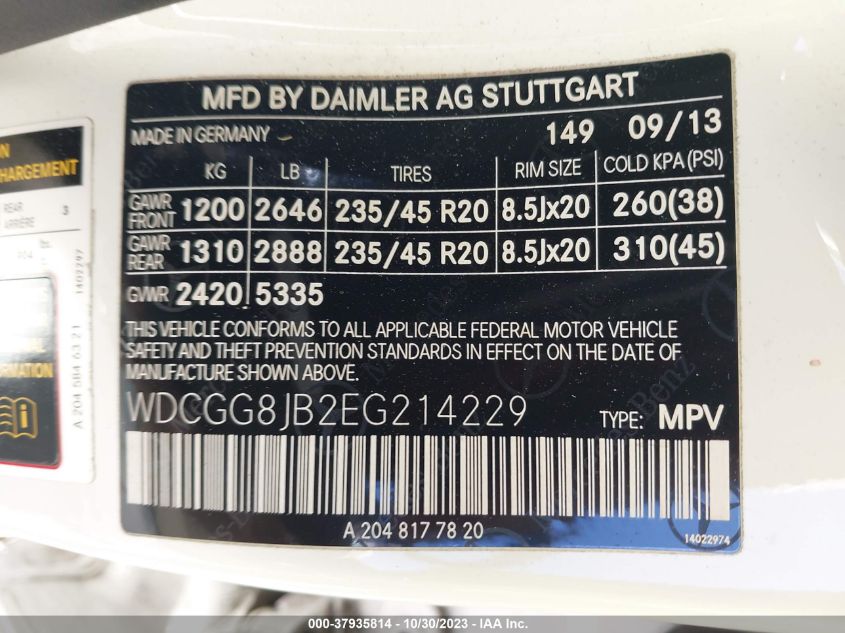 MFD BY DAIMLER AG STUTTGART
MADE IN GERMANY 149 09/13
KG LB TIRES RIM SIZE COLD KPA (PSI)
GAWR FRONT 1200 2646 235/45 R20 8.5Jx20 260(38)
GAWR REAR 1310 2888 235/45 R20 8.5Jx20 310(45)
GVWR 2420 5335
THIS VEHICLE CONFORMS TO ALL APPLICABLE FEDERAL MOTOR VEHICLE
SAFETY AND THEFT PREVENTION STANDARDS IN EFFECT ON THE DATE OF
MANUFACTURE SHOWN ABOVE.
WDCGG8JB2EG214229 TYPE: MPV
A 204 817 78 20
14022974
HARGEMENT
REAR 3
ARRIÈRE
1402297
A 204 584 63 21
000-37935814 - 10/30/2023 - IAA Inc.